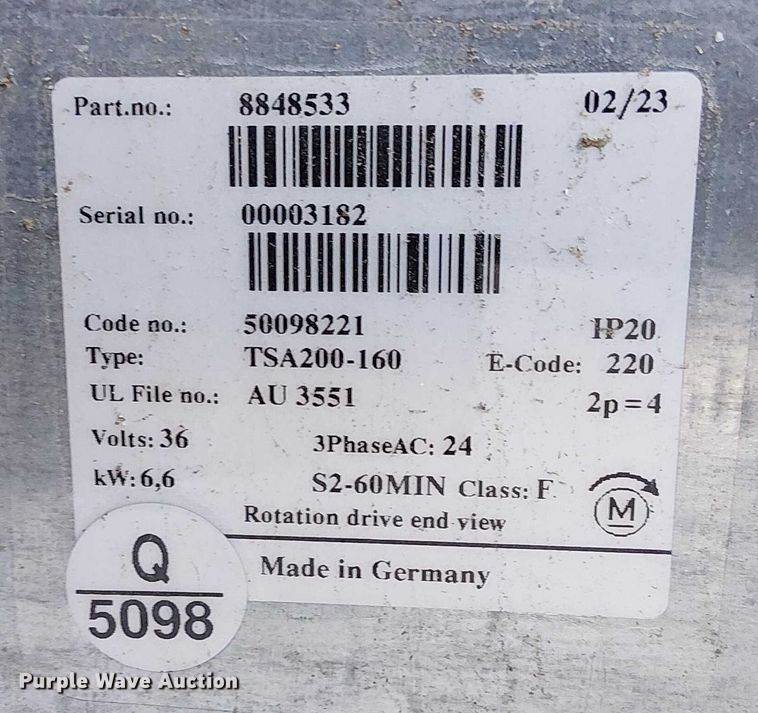 Part.no.: 8848533 02/23
Serial no.: 00003182
Code no.: 50098221 IP20
Type: TSA200-160 E-Code: 220
UL File no.: AU 3551 2p=4
Volts: 36 3PhaseAC: 24
kW: 6,6 S2-60MIN Class: F M
Rotation drive end view
Made in Germany
Q
5098
Purple Wave Auction